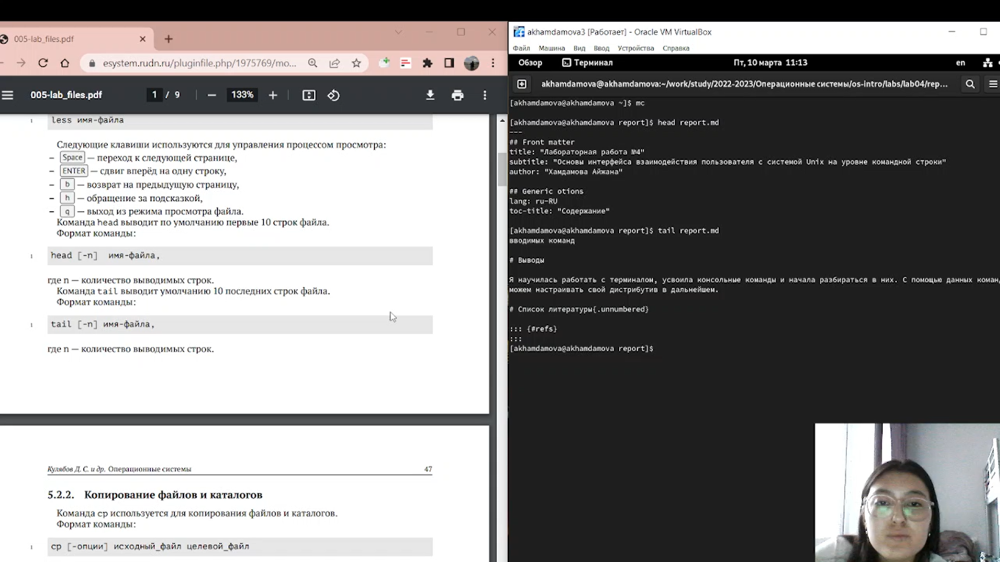 005-lab_files.pdf
esystem.rudn.ru/pluginfile.php/1975769/mo...
005-lab_files.pdf
1 / 9
133%
1 less имя-файла
Следующие клавиши используются для управления процессом просмотра:
– Space — переход к следующей странице,
– ENTER — сдвиг вперёд на одну строку,
– b — возврат на предыдущую страницу,
– h — обращение за подсказкой,
– q — выход из режима просмотра файла.
Команда head выводит по умолчанию первые 10 строк файла.
Формат команды:
1 head [-n] имя-файла,
где n — количество выводимых строк.
Команда tail выводит умолчанию 10 последних строк файла.
Формат команды:
1 tail [-n] имя-файла,
где n — количество выводимых строк.
Кулябов Д. С. и др. Операционные системы 47
5.2.2. Копирование файлов и каталогов
Команда cp используется для копирования файлов и каталогов.
Формат команды:
1 cp [-опции] исходный_файл целевой_файл
akhamdamova3 [Работает] - Oracle VM VirtualBox
Файл Машина Вид Ввод Устройства Справка
Обзор Терминал Пт, 10 марта 11:13 en
akhamdamova@akhamdamova:~/work/study/2022-2023/Операционные системы/os-intro/labs/lab04/rep...
[akhamdamova@akhamdamova ~]$ mc
[akhamdamova@akhamdamova report]$ head report.md
---
## Front matter
title: "Лабораторная работа №4"
subtitle: "Основы интерфейса взаимодействия пользователя с системой Unix на уровне командной строки"
author: "Хамдамова Айжана"
## Generic otions
lang: ru-RU
toc-title: "Содержание"
[akhamdamova@akhamdamova report]$ tail report.md
вводимых команд
# Выводы
Я научилась работать с терминалом, усвоила консольные команды и начала разбираться в них. С помощью данных коман
можем настраивать свой дистрибутив в дальнейшем.
# Список литературы{.unnumbered}
::: {#refs}
:::
[akhamdamova@akhamdamova report]$